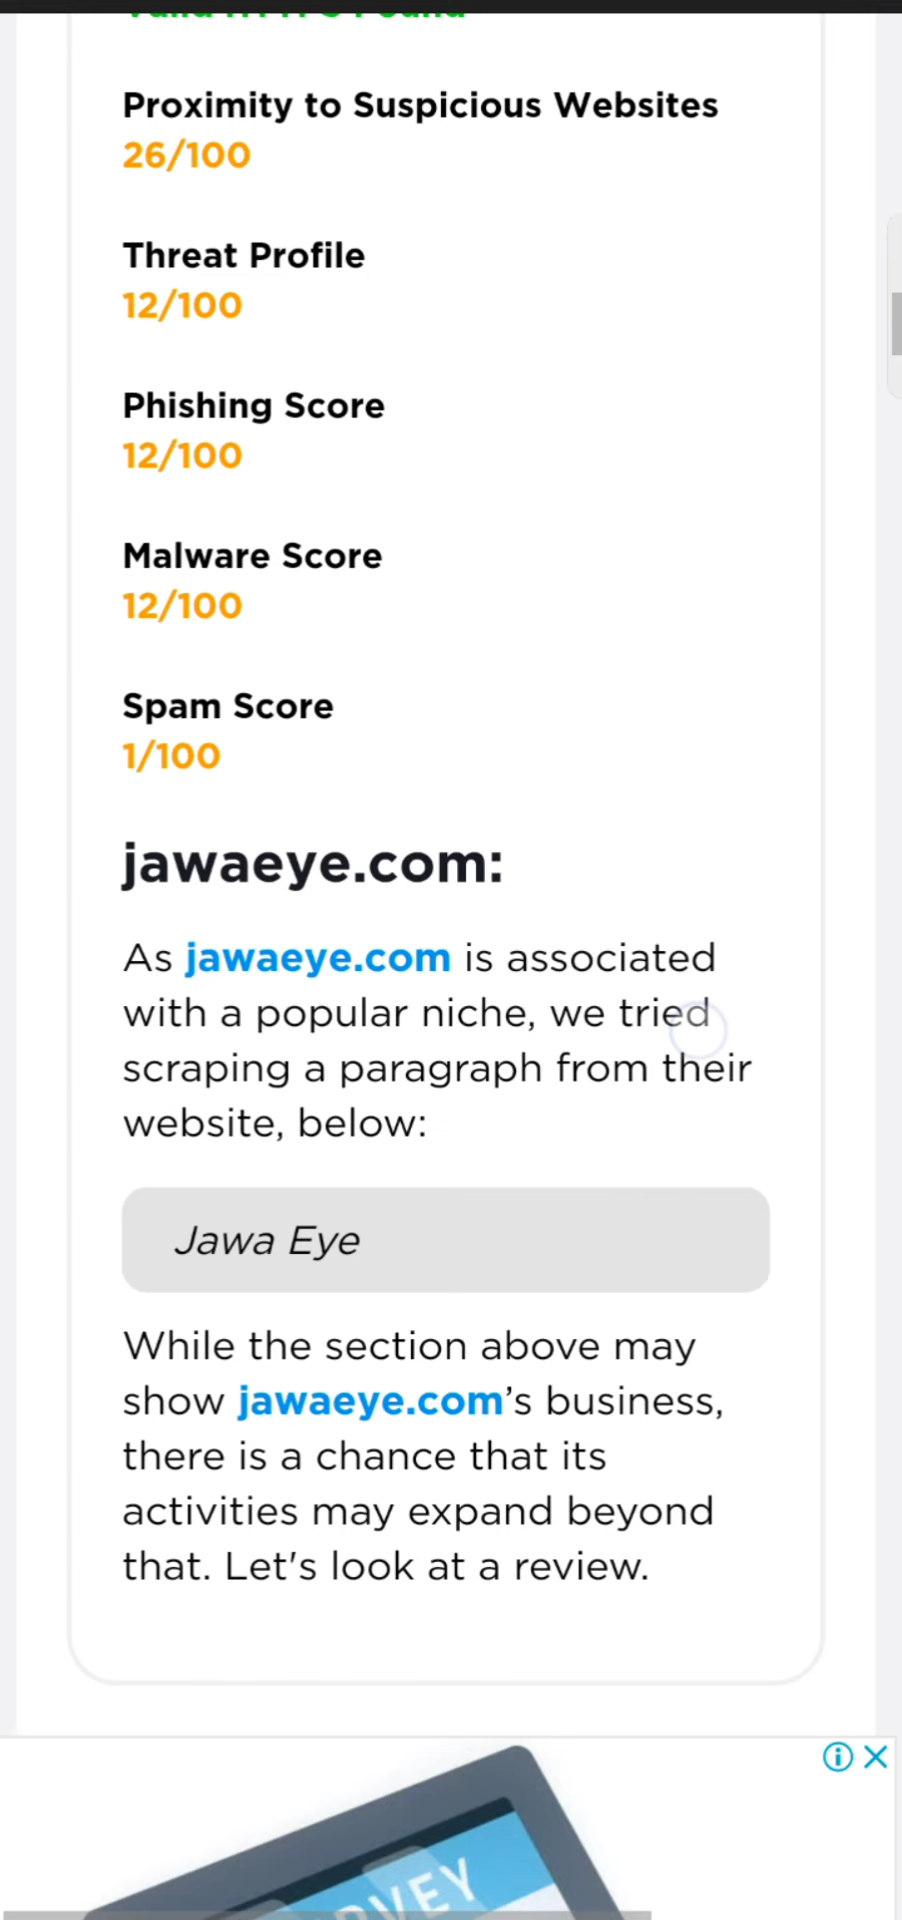 Proximity to Suspicious Websites
26/100
Threat Profile
12/100
Phishing Score
12/100
Malware Score
12/100
Spam Score
1/100
jawaeye.com:
As jawaeye.com is associated
with a popular niche, we tried
scraping a paragraph from their
website, below:
Jawa Eye
While the section above may
show jawaeye.com’s business,
there is a chance that its
activities may expand beyond
that. Let's look at a review.